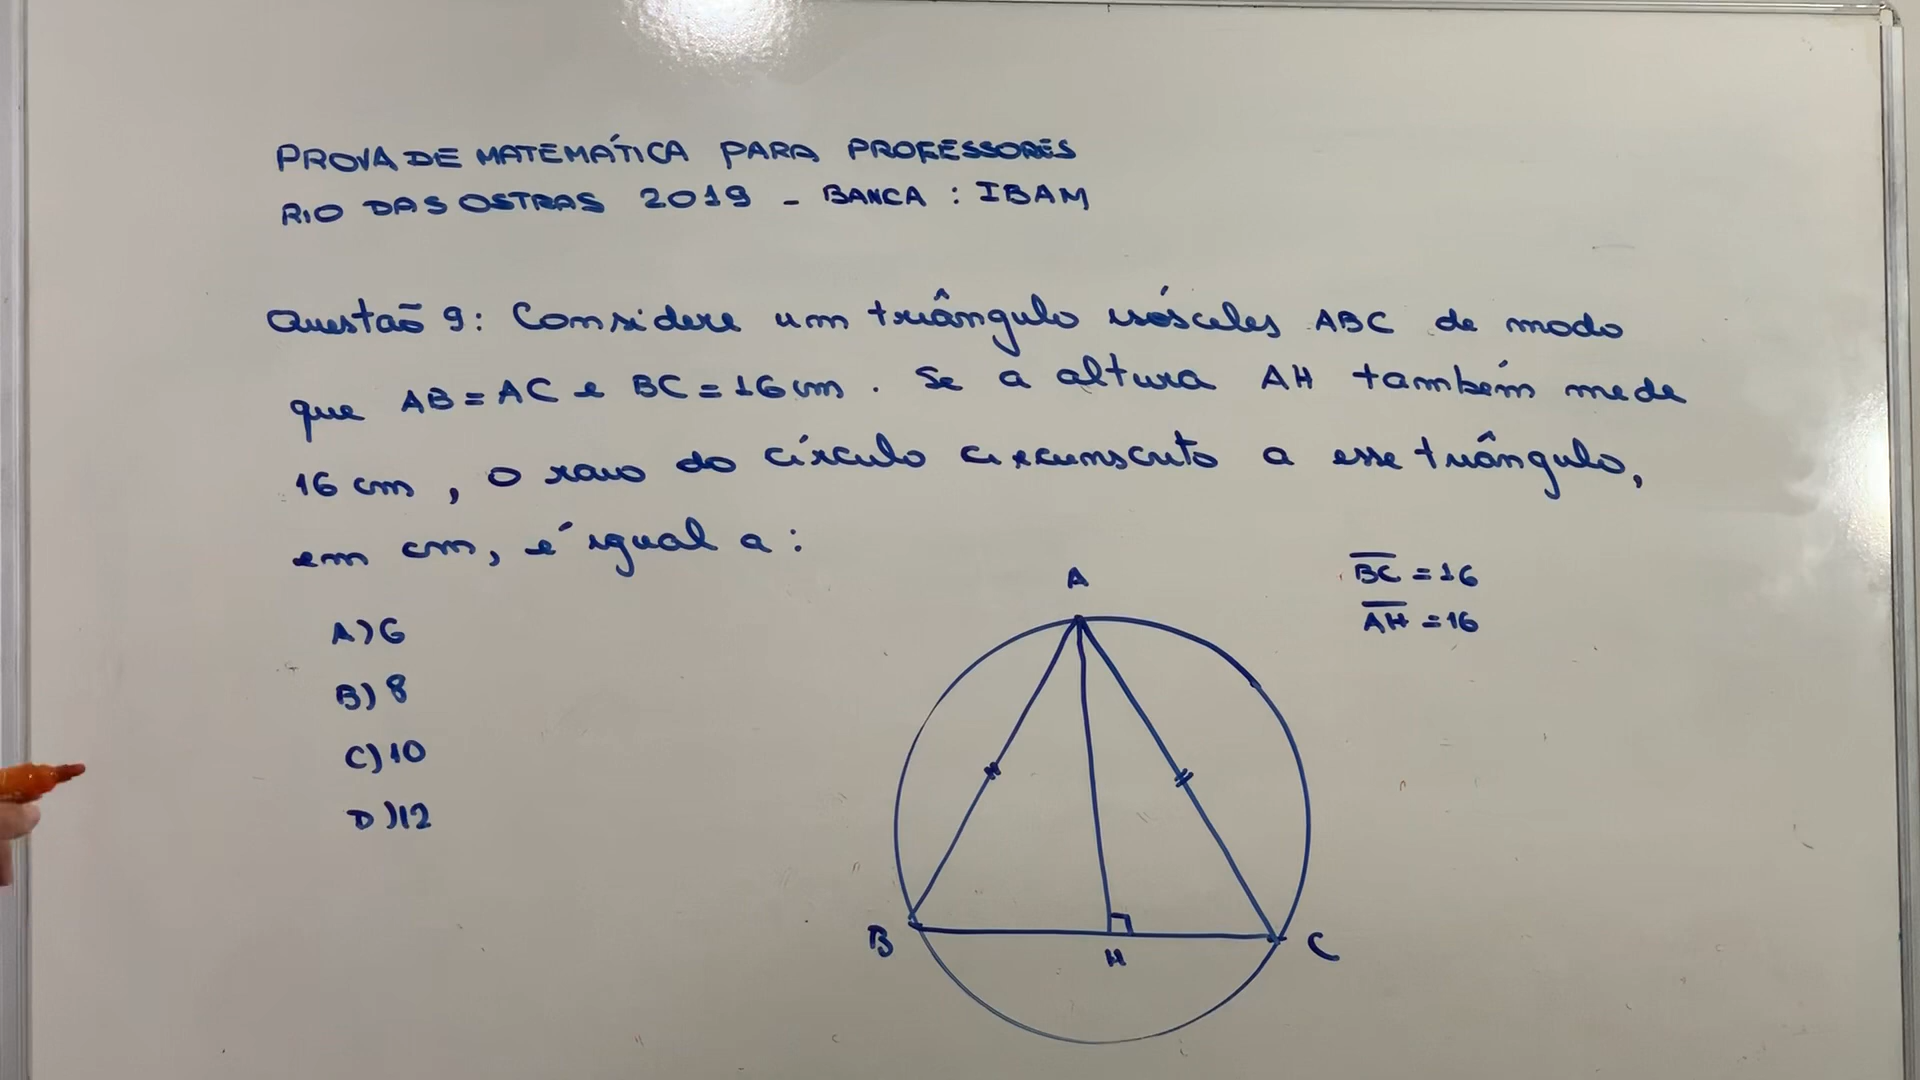 PROVA DE MATEMÁTICA PARA PROFESSORES
RIO DAS OSTRAS 2019 - BANCA : IBAM
Questaõ 9: Considere um triângulo isósceles ABC de modo
que AB = AC e BC = 16 cm . Se a altura AH também mede
16 cm , o raio do círculo circunscrito a esse triângulo,
em cm, é igual a :
A) 6
B) 8
C) 10
D) 12
A
BC = 16
AH = 16
B
H
C